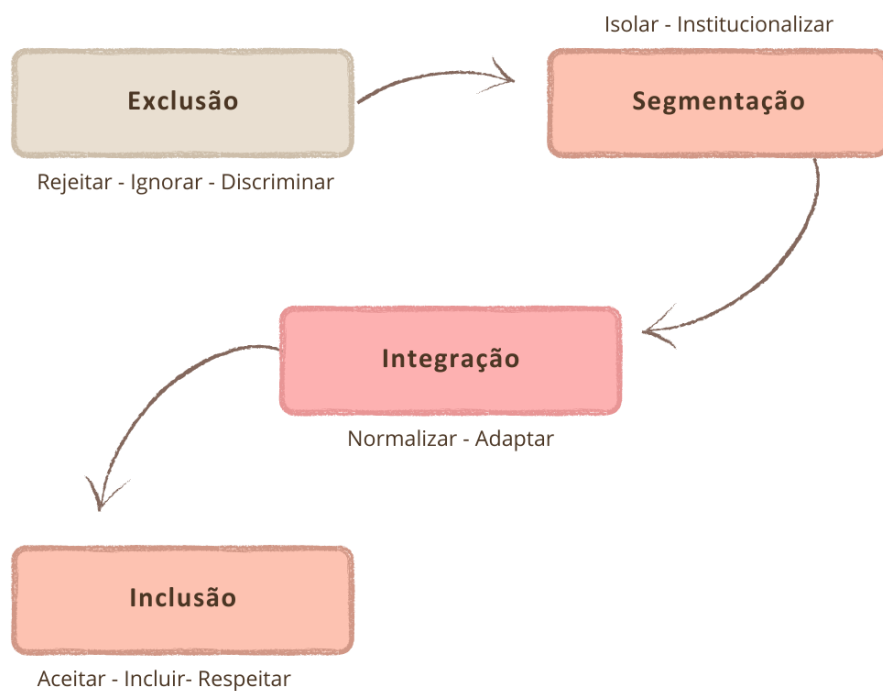 Exclusão
Rejeitar - Ignorar - Discriminar
Isolar - Institucionalizar
Segmentação
Integração
Normalizar - Adaptar
Inclusão
Aceitar - Incluir- Respeitar